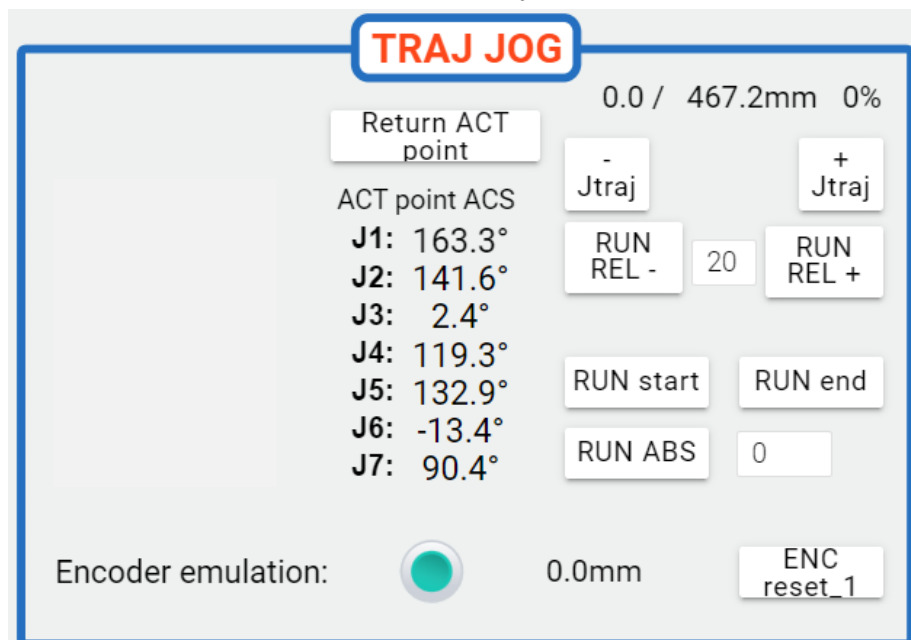 TRAJ JOG
0.0 / 467.2mm 0%
Return ACT
point
-
Jtraj
+
Jtraj
ACT point ACS
J1: 163.3°
J2: 141.6°
J3: 2.4°
J4: 119.3°
J5: 132.9°
J6: -13.4°
J7: 90.4°
RUN
REL -
20
RUN
REL +
RUN start
RUN end
RUN ABS
0
Encoder emulation:
0.0mm
ENC
reset_1